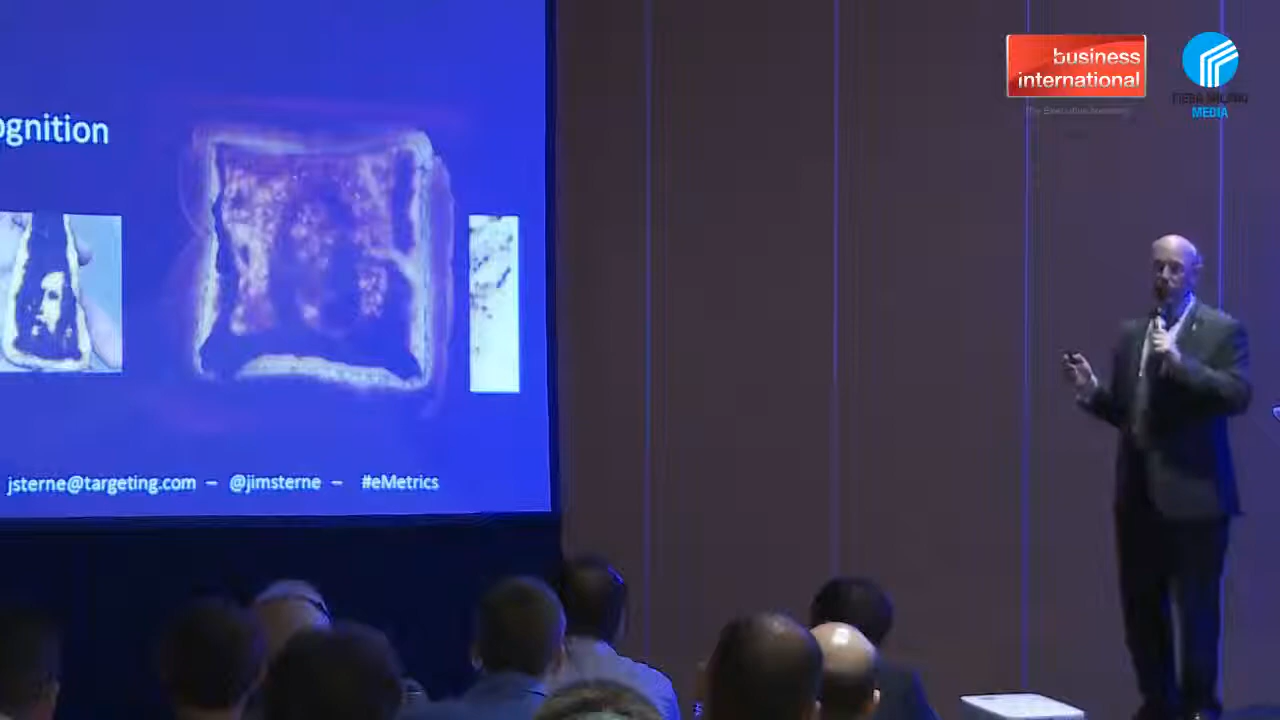 ognition
jsterne@targeting.com – @jimsterne – #eMetrics
business
international
MEDIA